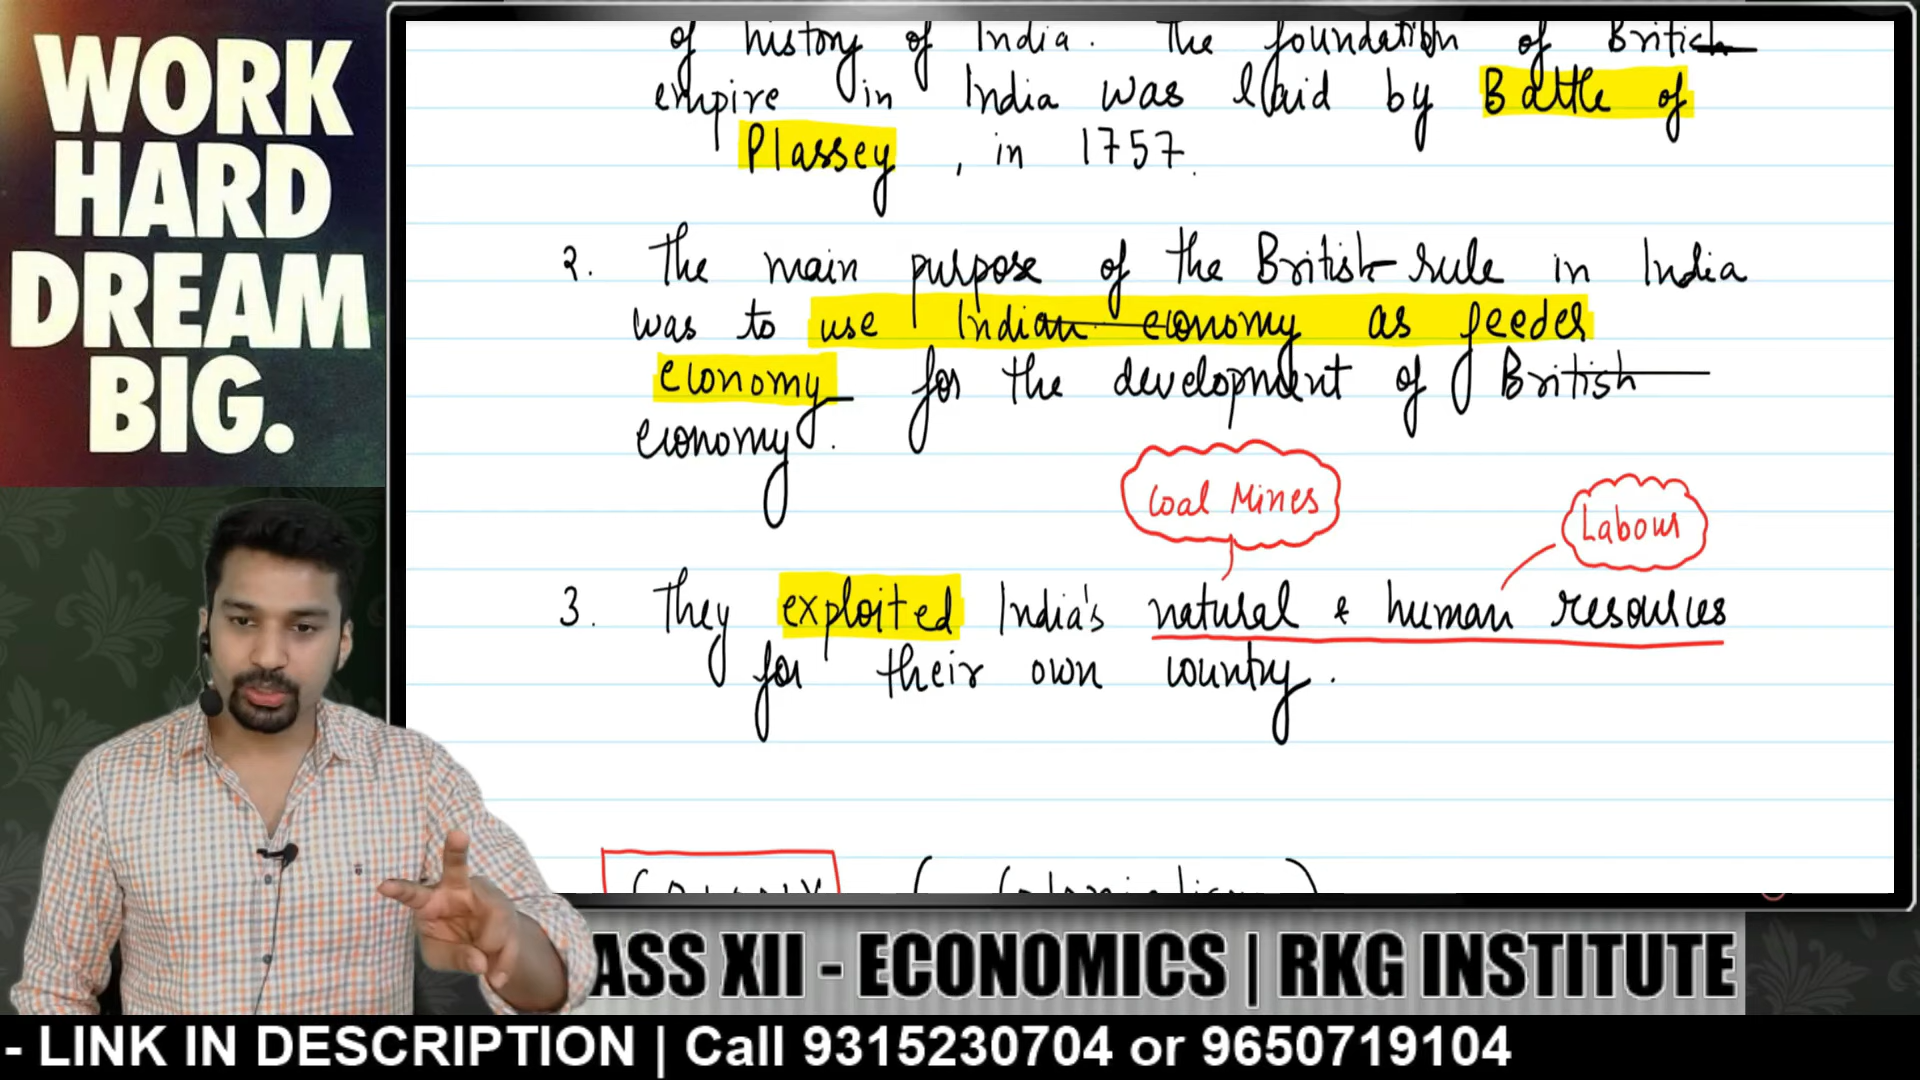 WORK
HARD
DREAM
BIG.
of history of India. The foundation of British
empire in India was laid by Battle of
Plassey, in 1757.
2. The main purpose of the British rule in India
was to use Indian economy as feeder
economy for the development of British
economy.
Coal Mines
Labour
3. They exploited India's natural & human resources
for their own country.
(Colonialism)
ASS XII - ECONOMICS | RKG INSTITUTE
- LINK IN DESCRIPTION | Call 9315230704 or 9650719104